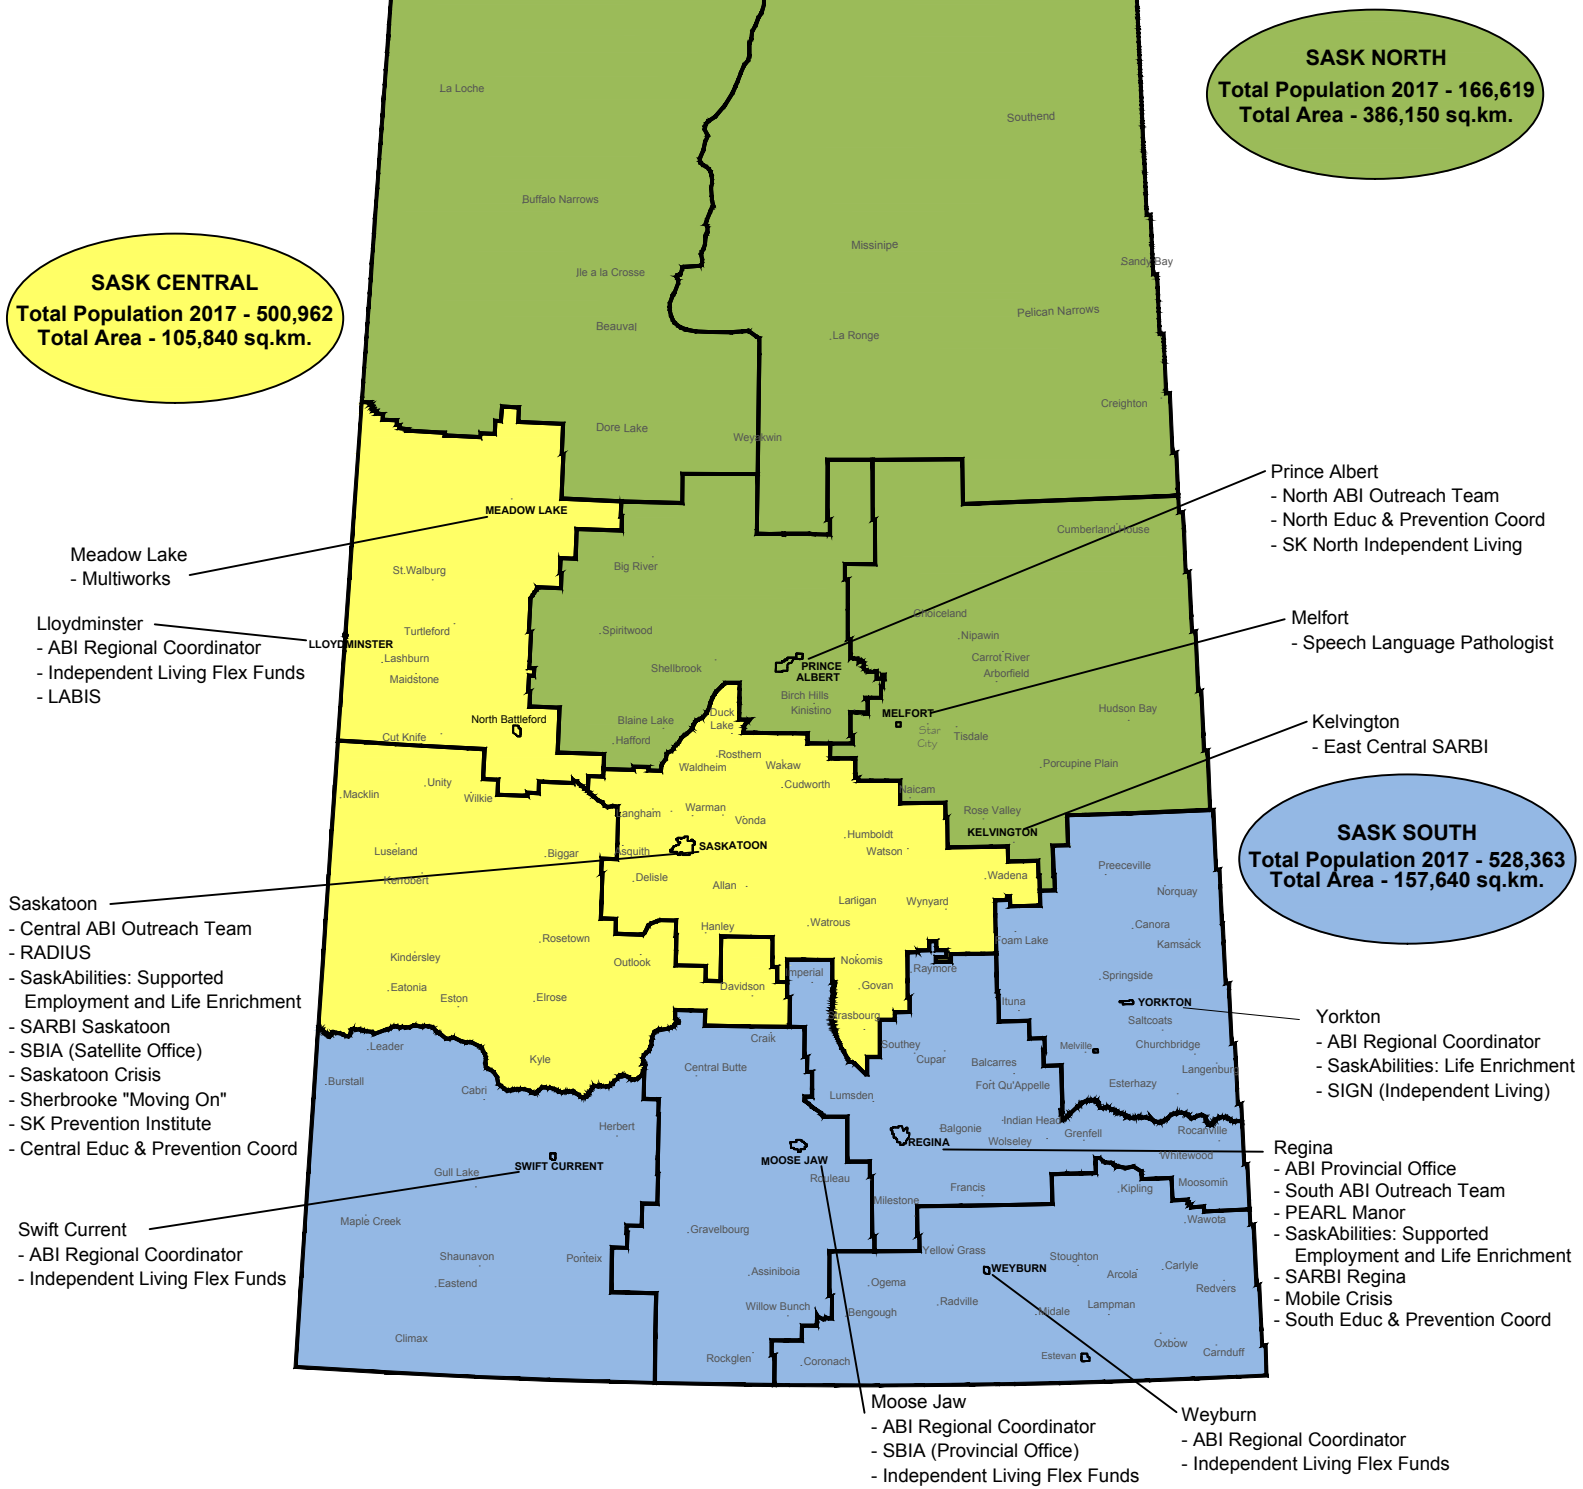 SASK NORTH
Total Population 2017 - 166,619
Total Area - 386,150 sq.km.
SASK CENTRAL
Total Population 2017 - 500,962
Total Area - 105,840 sq.km.
SASK SOUTH
Total Population 2017 - 528,363
Total Area - 157,640 sq.km.
La Loche
Southend
Buffalo Narrows
Missinipe
Sandy Bay
Ile a la Crosse
Pelican Narrows
Beauval
La Ronge
Creighton
Dore Lake
Weyakwin
MEADOW LAKE
Cumberland House
Big River
St.Walburg
Choiceland
Turtleford
Spiritwood
Nipawin
LLOYDMINSTER
Lashburn
Maidstone
Shellbrook
PRINCE
ALBERT
Carrot River
Arborfield
Birch Hills
Kinistino
MELFORT
Hudson Bay
North Battleford
Blaine Lake
Duck
Lake
Star
City
Tisdale
Cut Knife
Hafford
Rosthern
Waldheim
Wakaw
Porcupine Plain
Unity
Cudworth
Macklin
Wilkie
Naicam
Langham
Warman
Vonda
Rose Valley
KELVINGTON
Humboldt
SASKATOON
Watson
Luseland
Biggar
Asquith
Preeceville
Kerrobert
Delisle
Allan
Wadena
Norquay
Larligan
Wynyard
Hanley
Watrous
Canora
Rosetown
Foam Lake
Kamsack
Kindersley
Outlook
Nokomis
Raymore
Imperial
Springside
Eatonia
Eston
Elrose
Davidson
Govan
Ituna
YORKTON
Strasbourg
Saltcoats
Craik
Southey
Leader
Kyle
Cupar
Balcarres
Melville
Churchbridge
Central Butte
Langenburg
Burstall
Cabri
Fort Qu'Appelle
Esterhazy
Lumsden
Herbert
Indian Head
Balgonie
Grenfell
Rocanville
REGINA
Wolseley
Whitewood
SWIFT CURRENT
MOOSE JAW
Gull Lake
Rouleau
Francis
Kipling
Moosomin
Milestone
Maple Creek
Gravelbourg
Wawota
Shaunavon
Ponteix
Yellow Grass
Stoughton
Assiniboia
WEYBURN
Carlyle
Arcola
Eastend
Ogema
Redvers
Willow Bunch
Bengough
Radville
Midale
Lampman
Climax
Oxbow
Rockglen
Coronach
Estevan
Carnduff
Meadow Lake
- Multiworks
Lloydminster
- ABI Regional Coordinator
- Independent Living Flex Funds
- LABIS
Saskatoon
- Central ABI Outreach Team
- RADIUS
- SaskAbilities: Supported
Employment and Life Enrichment
- SARBI Saskatoon
- SBIA (Satellite Office)
- Saskatoon Crisis
- Sherbrooke "Moving On"
- SK Prevention Institute
- Central Educ & Prevention Coord
Swift Current
- ABI Regional Coordinator
- Independent Living Flex Funds
Prince Albert
- North ABI Outreach Team
- North Educ & Prevention Coord
- SK North Independent Living
Melfort
- Speech Language Pathologist
Kelvington
- East Central SARBI
Yorkton
- ABI Regional Coordinator
- SaskAbilities: Life Enrichment
- SIGN (Independent Living)
Regina
- ABI Provincial Office
- South ABI Outreach Team
- PEARL Manor
- SaskAbilities: Supported
Employment and Life Enrichment
- SARBI Regina
- Mobile Crisis
- South Educ & Prevention Coord
Moose Jaw
- ABI Regional Coordinator
- SBIA (Provincial Office)
- Independent Living Flex Funds
Weyburn
- ABI Regional Coordinator
- Independent Living Flex Funds